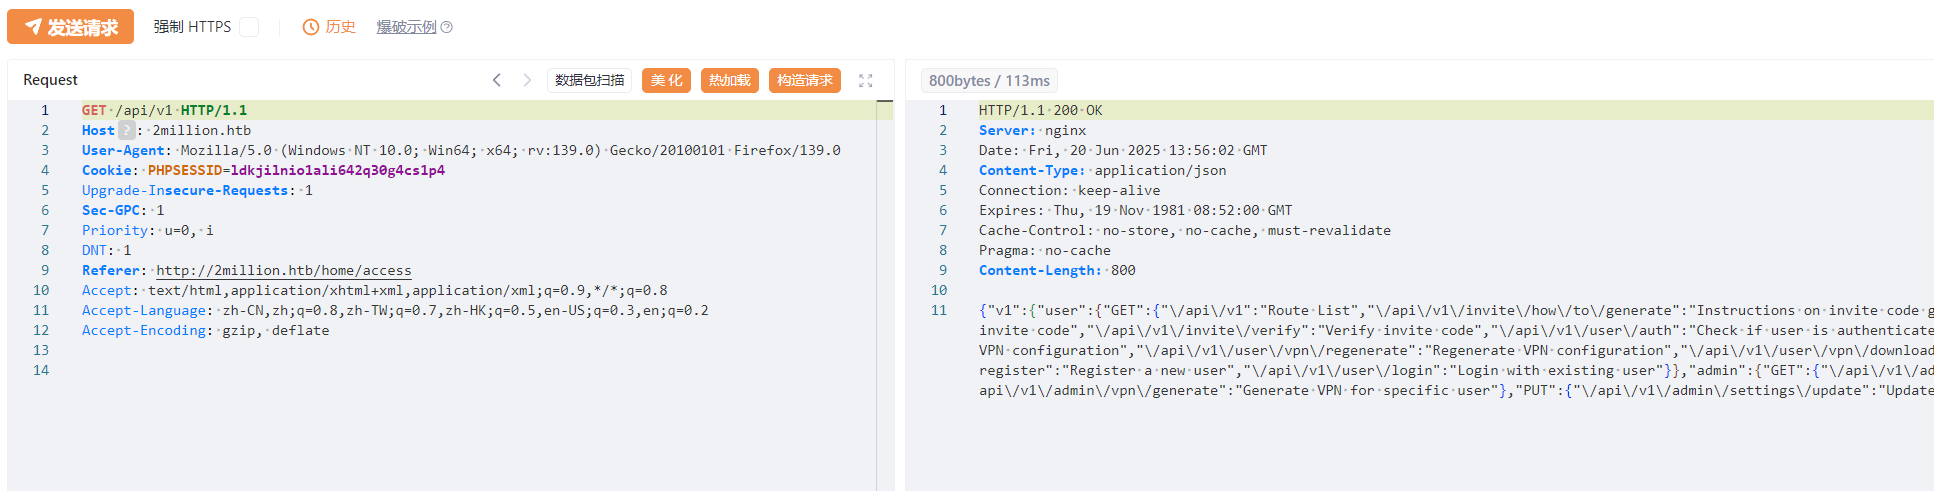 发送请求 强制 HTTPS 历史 爆破示例
Request 数据包扫描 美化 热加载 构造请求
1 GET /api/v1 HTTP/1.1
2 Host ? : 2million.htb
3 User-Agent: Mozilla/5.0 (Windows NT 10.0; Win64; x64; rv:139.0) Gecko/20100101 Firefox/139.0
4 Cookie: PHPSESSID=ldkjilniolali642q30g4cslp4
5 Upgrade-Insecure-Requests: 1
6 Sec-GPC: 1
7 Priority: u=0, i
8 DNT: 1
9 Referer: http://2million.htb/home/access
10 Accept: text/html,application/xhtml+xml,application/xml;q=0.9,*/*;q=0.8
11 Accept-Language: zh-CN,zh;q=0.8,zh-TW;q=0.7,zh-HK;q=0.5,en-US;q=0.3,en;q=0.2
12 Accept-Encoding: gzip, deflate
13
14
800bytes / 113ms
1 HTTP/1.1 200 OK
2 Server: nginx
3 Date: Fri, 20 Jun 2025 13:56:02 GMT
4 Content-Type: application/json
5 Connection: keep-alive
6 Expires: Thu, 19 Nov 1981 08:52:00 GMT
7 Cache-Control: no-store, no-cache, must-revalidate
8 Pragma: no-cache
9 Content-Length: 800
10
11 {"v1":{"user":{"GET":{"\/api\/v1":"Route List","\/api\/v1\/invite\/how\/to\/generate":"Instructions on invite code g
invite code","\/api\/v1\/invite\/verify":"Verify invite code","\/api\/v1\/user\/auth":"Check if user is authenticate
VPN configuration","\/api\/v1\/user\/vpn\/regenerate":"Regenerate VPN configuration","\/api\/v1\/user\/vpn\/download
register":"Register a new user","\/api\/v1\/user\/login":"Login with existing user"}},"admin":{"GET":{"\/api\/v1\/ad
api\/v1\/admin\/vpn\/generate":"Generate VPN for specific user"},"PUT":{"\/api\/v1\/admin\/settings\/update":"Update